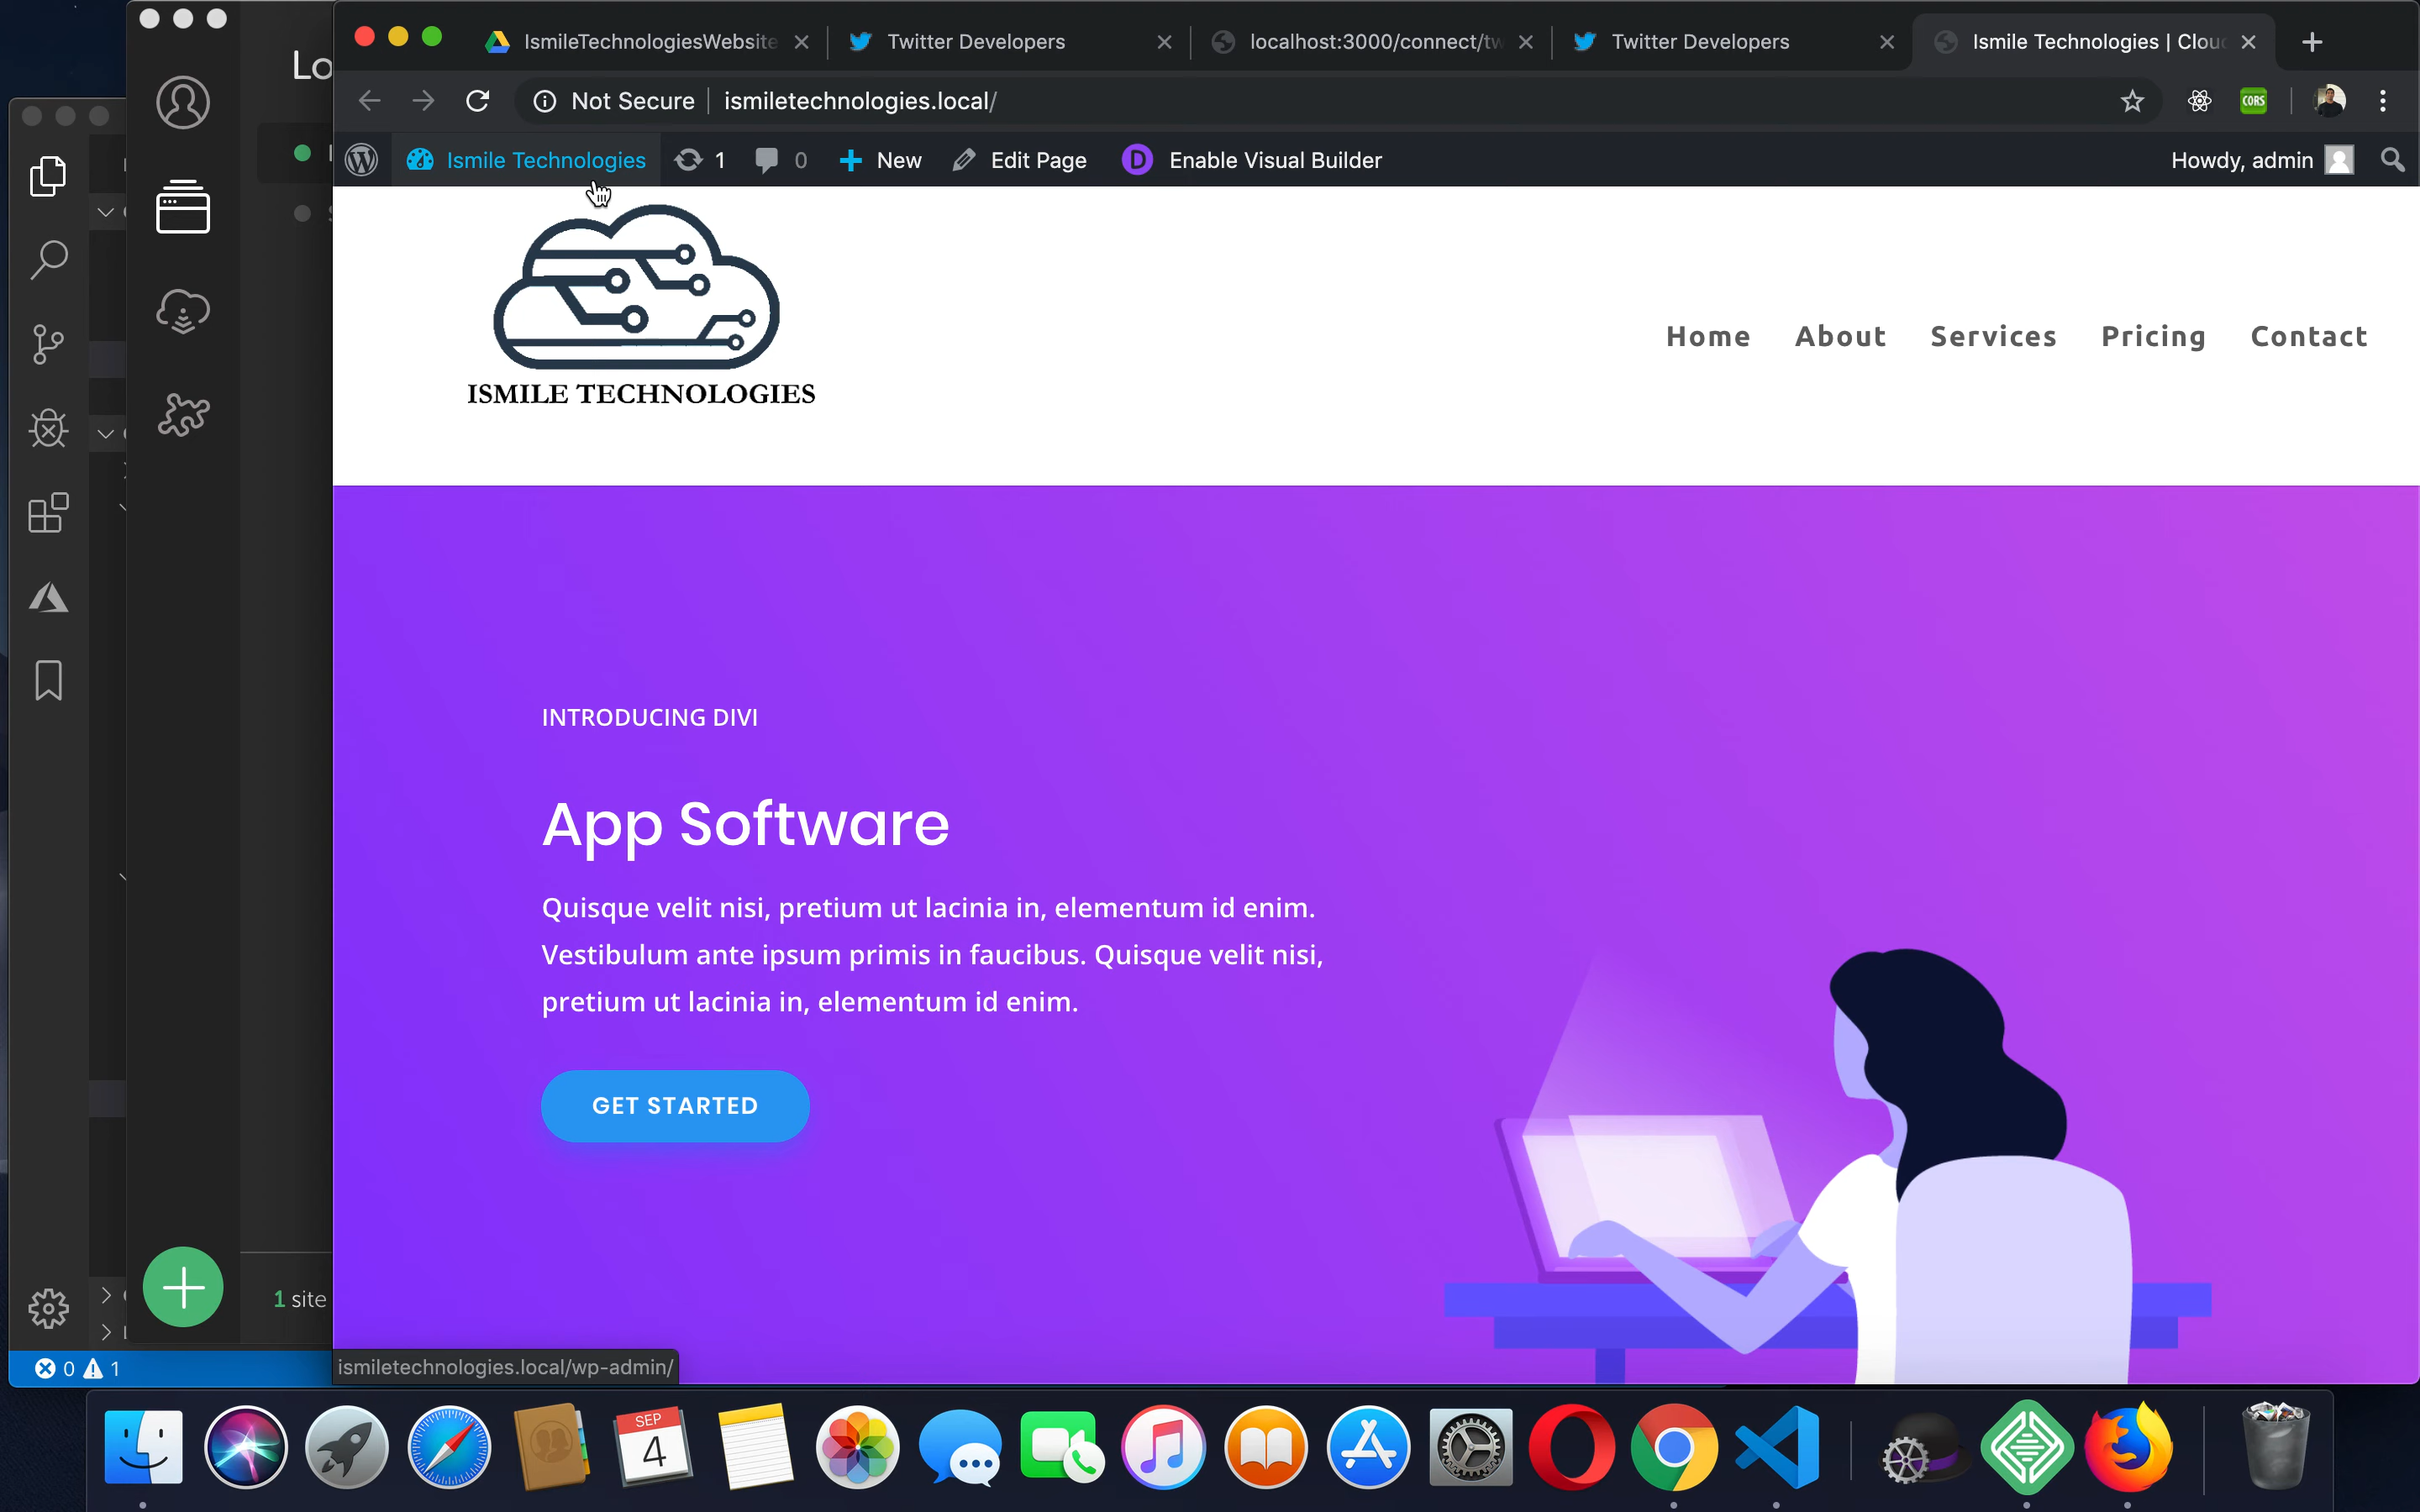 Lo
IsmileTechnologiesWebsite
Twitter Developers
localhost:3000/connect/tw
Twitter Developers
Ismile Technologies | Clou
Not Secure
ismiletechnologies.local/
CORS
Ismile Technologies
1
0
New
Edit Page
D
Enable Visual Builder
Howdy, admin
ISMILE TECHNOLOGIES
Home
About
Services
Pricing
Contact
INTRODUCING DIVI
App Software
Quisque velit nisi, pretium ut lacinia in, elementum id enim.
Vestibulum ante ipsum primis in faucibus. Quisque velit nisi,
pretium ut lacinia in, elementum id enim.
GET STARTED
1 site
0
1
ismiletechnologies.local/wp-admin/
SEP
4